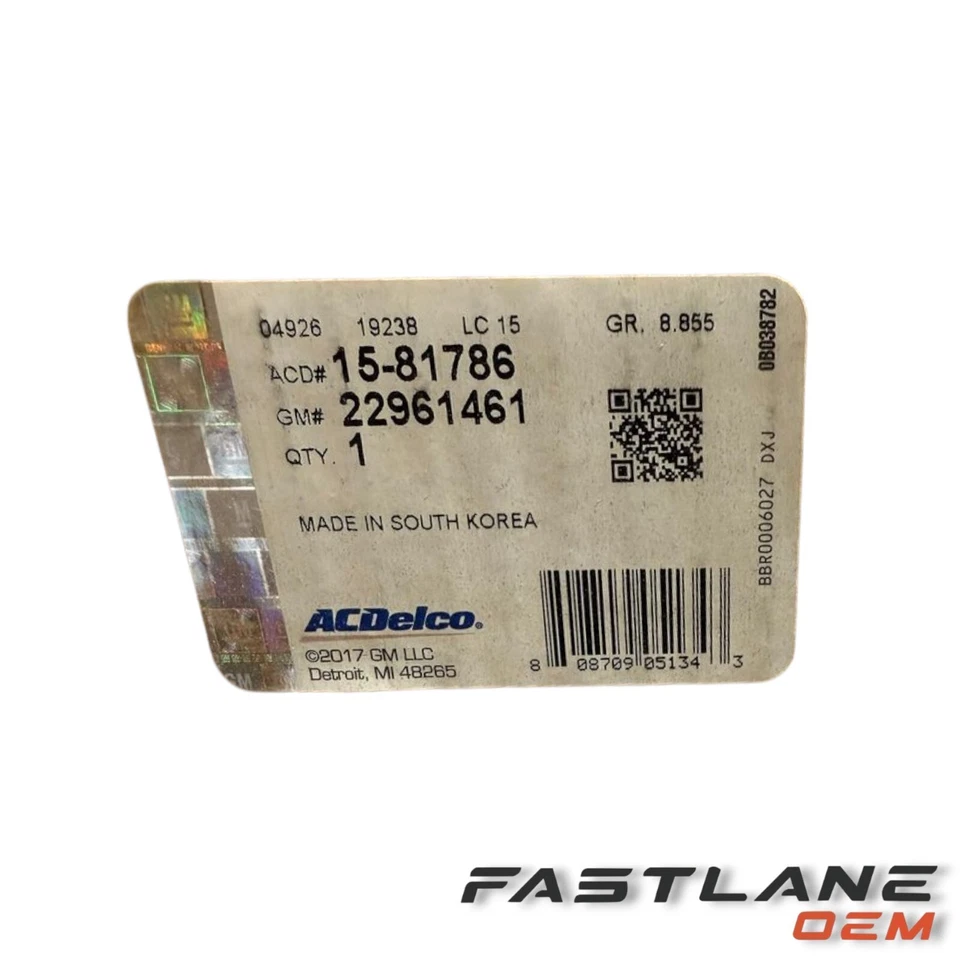 FASTLANE
OEM
04926 19238 LC 15 GR. 8.855
ACD# 15-81786
GM# 22961461
QTY. 1
MADE IN SOUTH KOREA
ACDelco®
©2017 GM LLC
Detroit, MI 48265
8 08709 05134 3
0B038782
BBR0006027 DXJ
GM